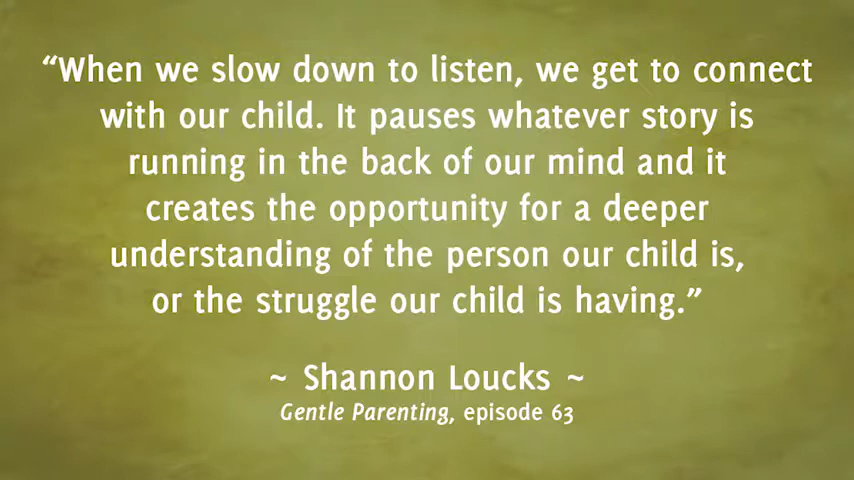 “When we slow down to listen, we get to connect
with our child. It pauses whatever story is
running in the back of our mind and it
creates the opportunity for a deeper
understanding of the person our child is,
or the struggle our child is having.”
~ Shannon Loucks ~
Gentle Parenting, episode 63